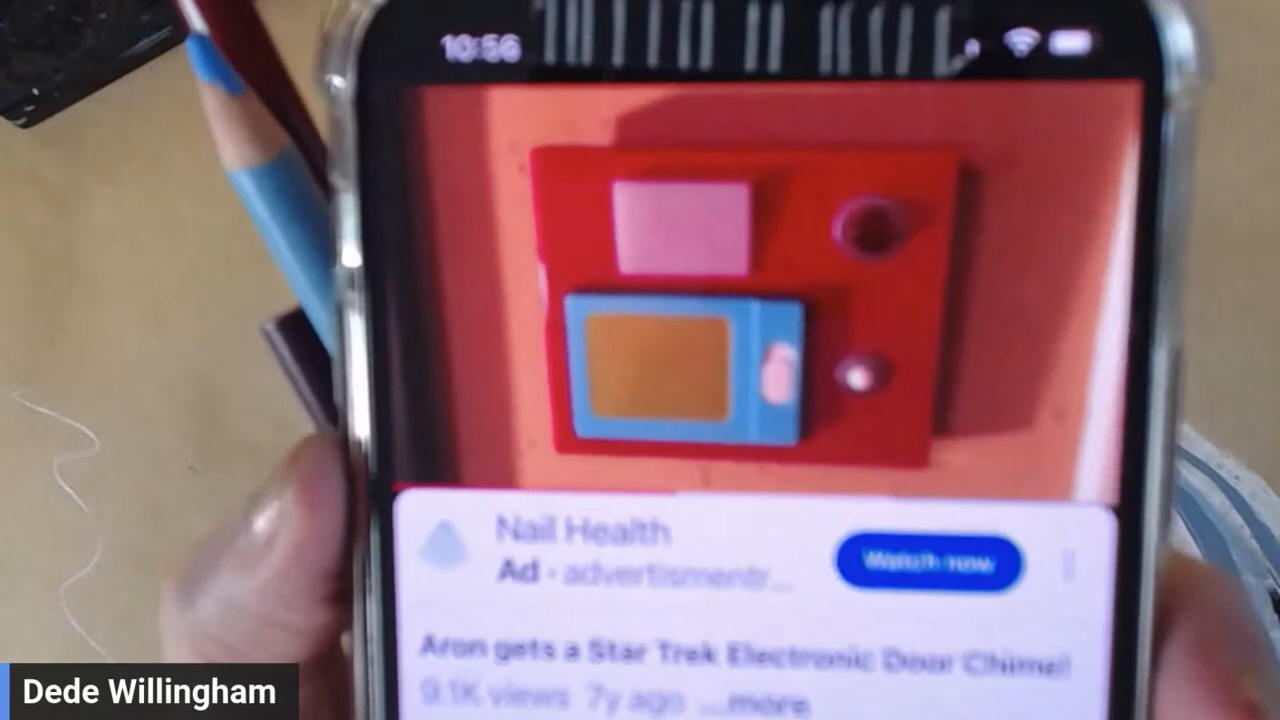 10:56
Nail Health
Ad · advertismentr...
Watch now
Aron gets a Star Trek Electronic Door Chime!
9.1K views 7y ago ...more
Dede Willingham